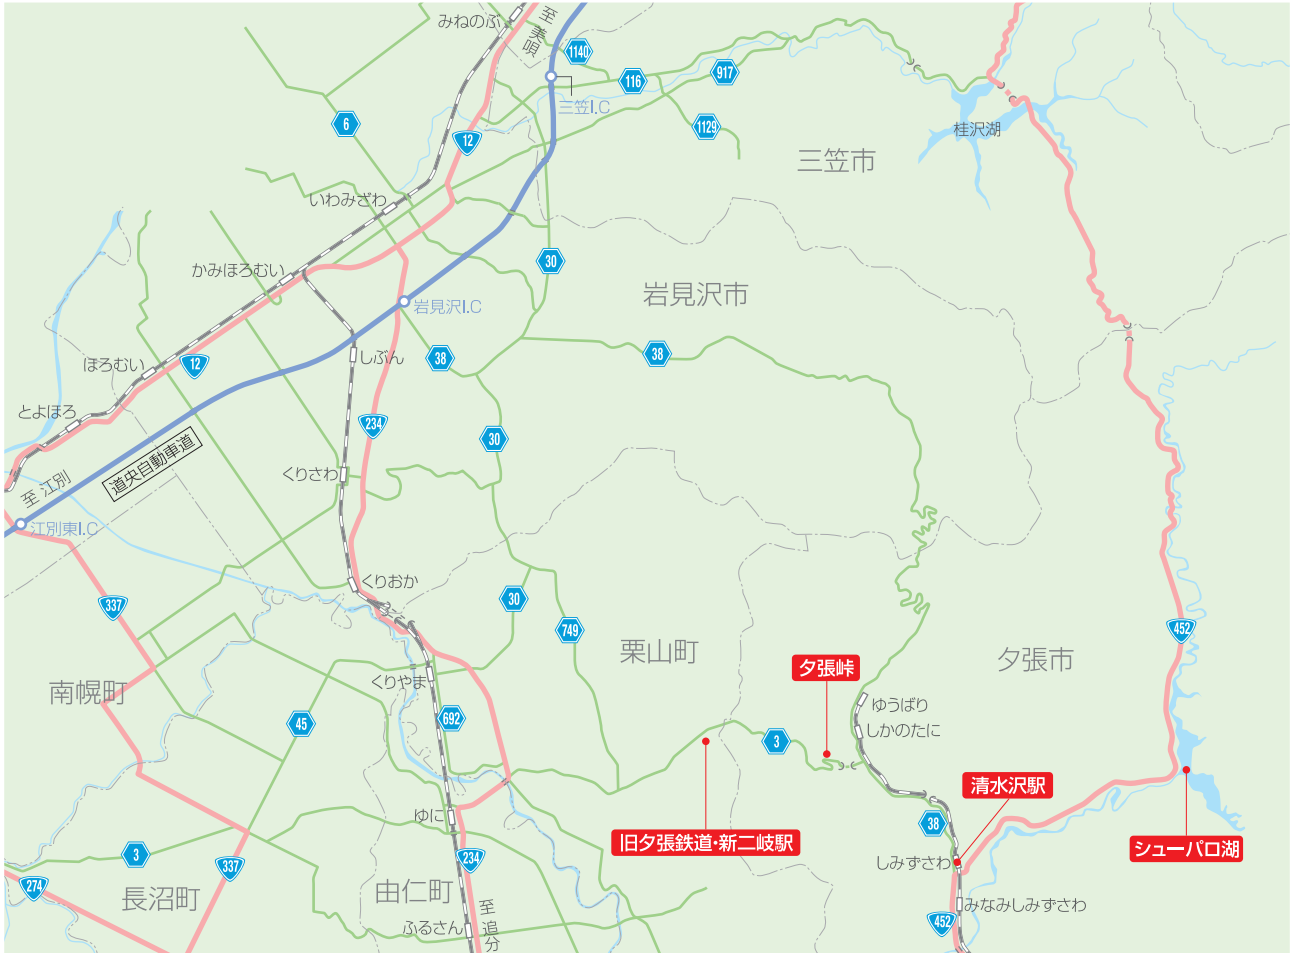 みねのぶ
至 美唄
1140
116
917
三笠I.C
6
12
1129
桂沢湖
三笠市
いわみざわ
かみほろむい
30
岩見沢市
岩見沢I.C
しぶん
38
38
ほろむい
12
とよほろ
234
30
道央自動車道
くりさわ
至 江別
江別東I.C
くりおか
337
30
749
452
栗山町
夕張市
夕張峠
南幌町
くりやま
ゆうばり
しかのたに
45
692
3
清水沢駅
ゆに
38
旧夕張鉄道・新二岐駅
シューパロ湖
3
337
234
しみずさわ
274
長沼町
由仁町
至 追分
みなみしみずさわ
ふるさん
452